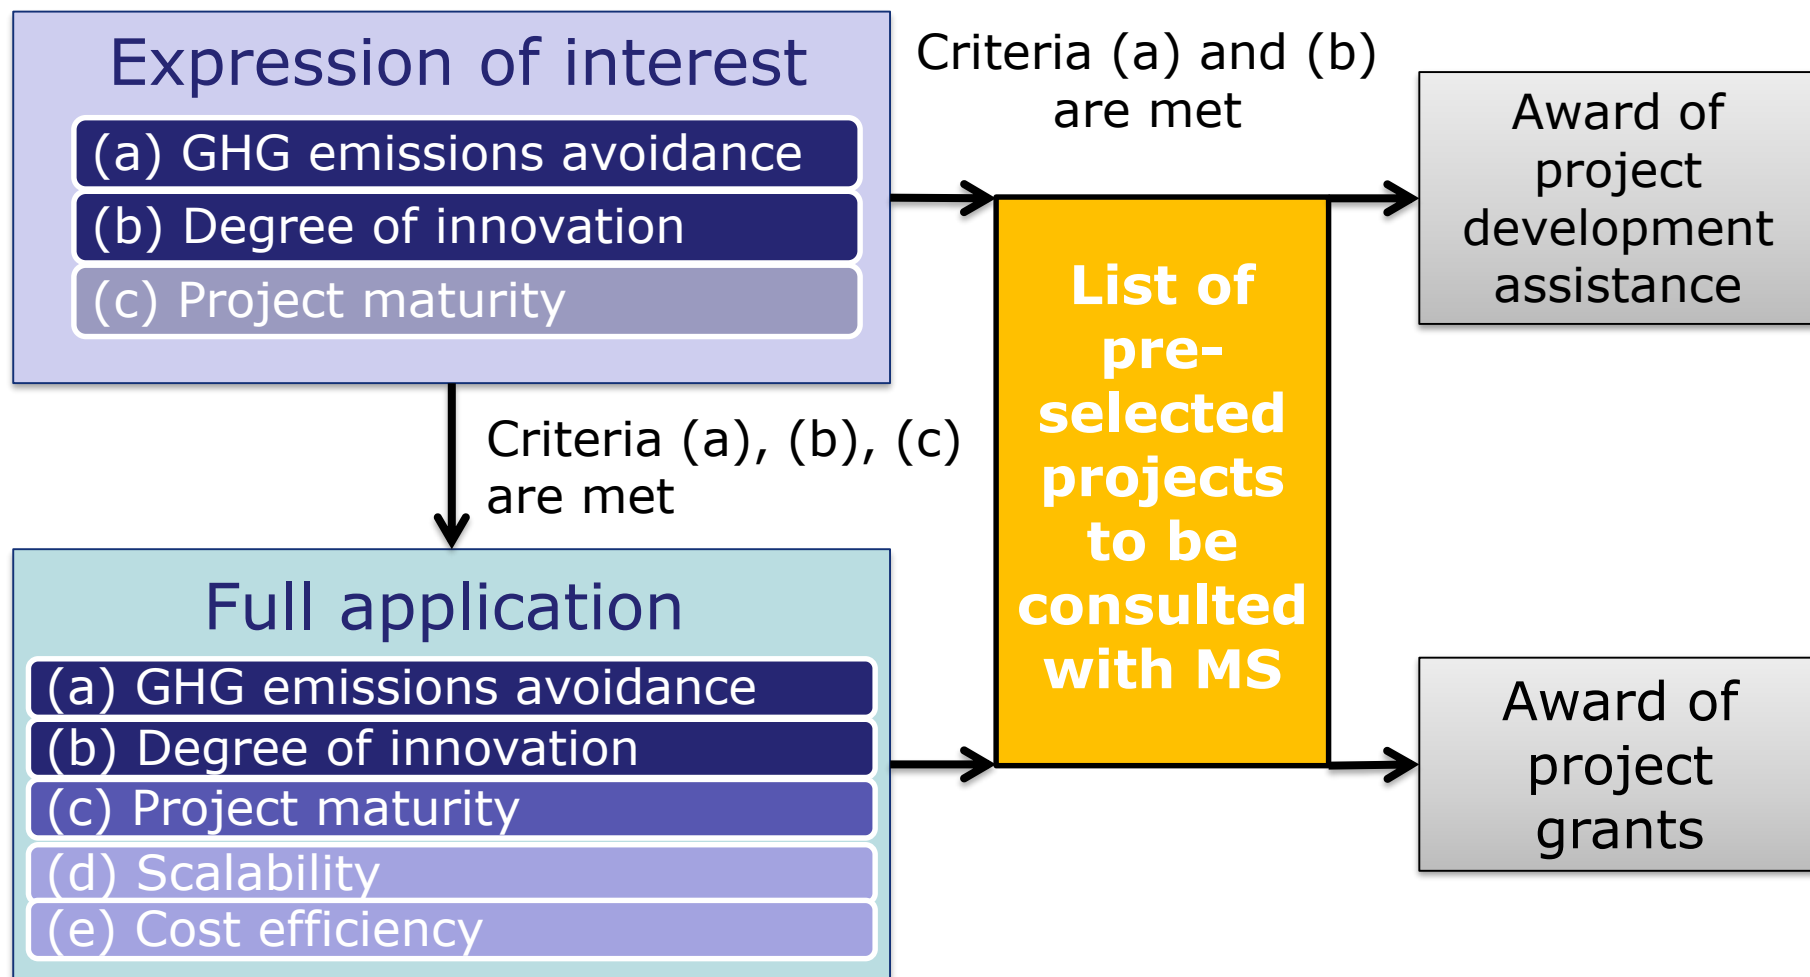 Expression of interest
(a) GHG emissions avoidance
(b) Degree of innovation
(c) Project maturity
Criteria (a) and (b)
are met
Award of
project
development
assistance
Criteria (a), (b), (c)
are met
List of
pre-
selected
projects
to be
consulted
with MS
Full application
(a) GHG emissions avoidance
(b) Degree of innovation
(c) Project maturity
(d) Scalability
(e) Cost efficiency
Award of
project
grants